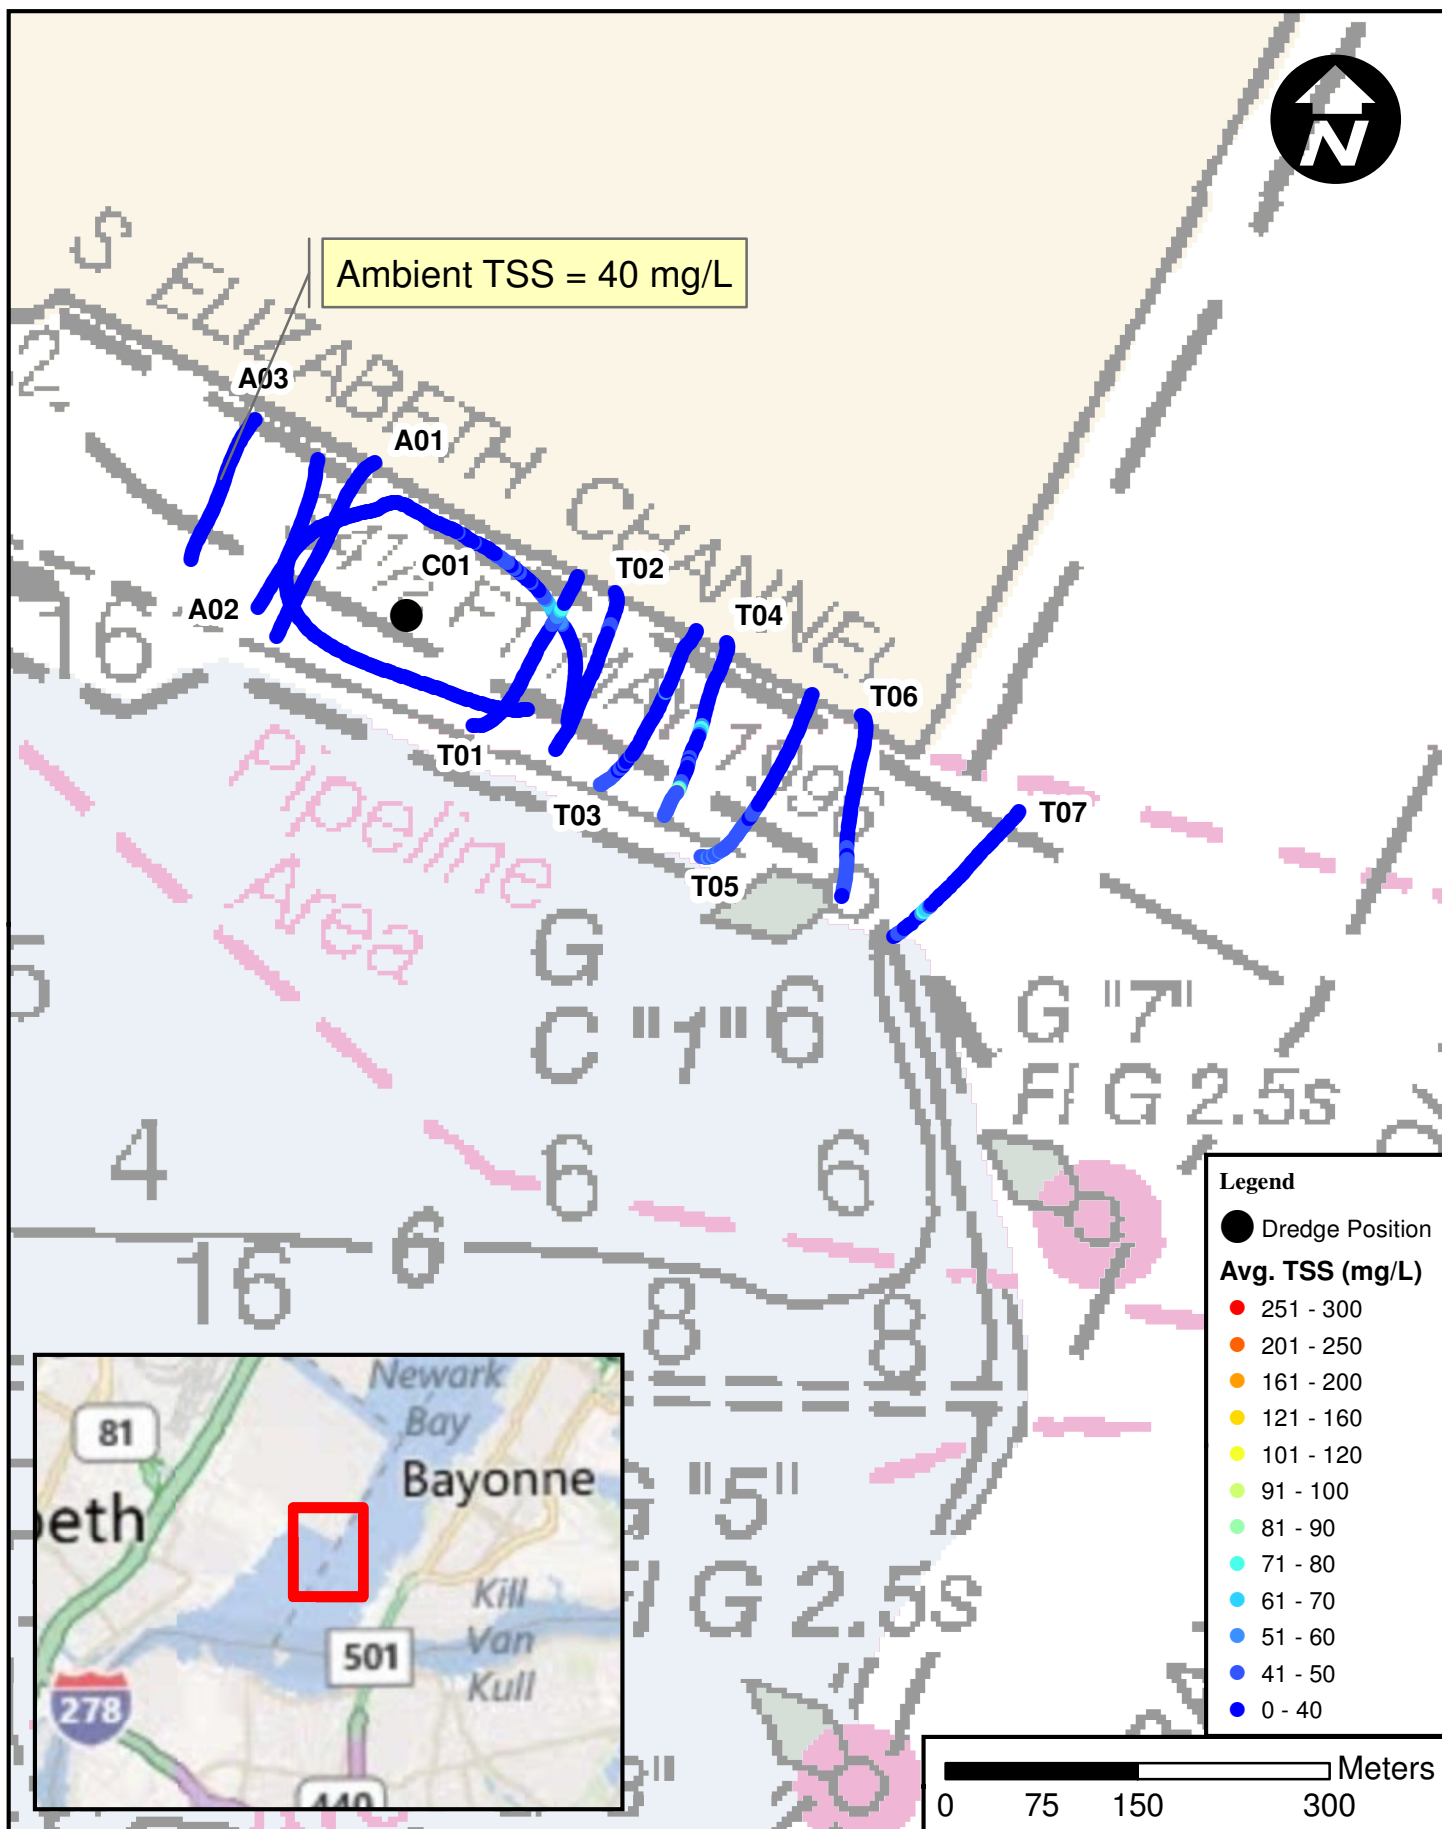 N
Ambient TSS = 40 mg/L
S ELIZABETH CHANNEL
2
A03
A01
C01
T02
A02
T04
16
T06
T01
T03
T07
T05
Pipeline
Area
G
C "1"
6
5
G "7"
Fl G 2.5s
4
6
6
6
16
8
8
G "5"
Fl G 2.5s
Newark
Bay
81
Bayonne
beth
Kill
Van
Kull
501
278
440
Legend
Dredge Position
Avg. TSS (mg/L)
251 - 300
201 - 250
161 - 200
121 - 160
101 - 120
91 - 100
81 - 90
71 - 80
61 - 70
51 - 60
41 - 50
0 - 40
Meters
0 75 150 300